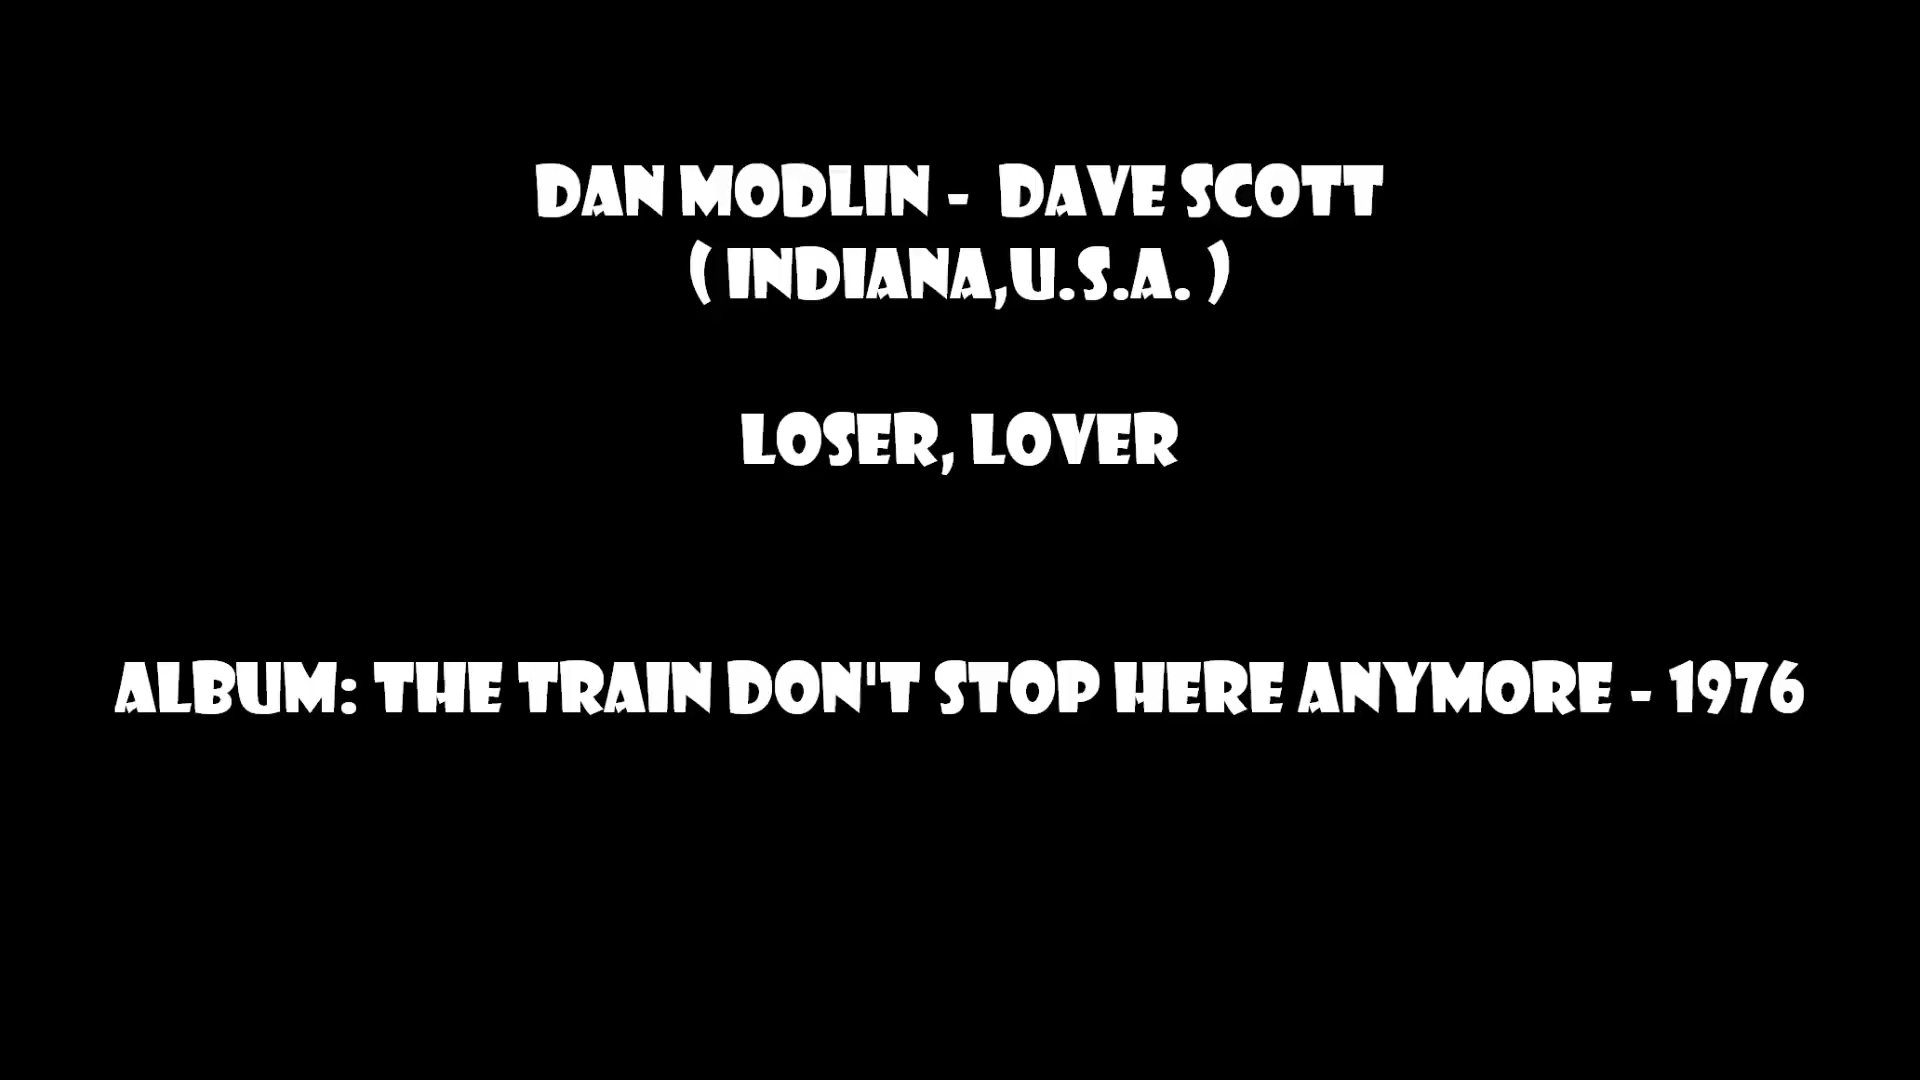 DAN MODLIN - DAVE SCOTT
( INDIANA,U.S.A. )
LOSER, LOVER
ALBUM: THE TRAIN DON'T STOP HERE ANYMORE - 1976